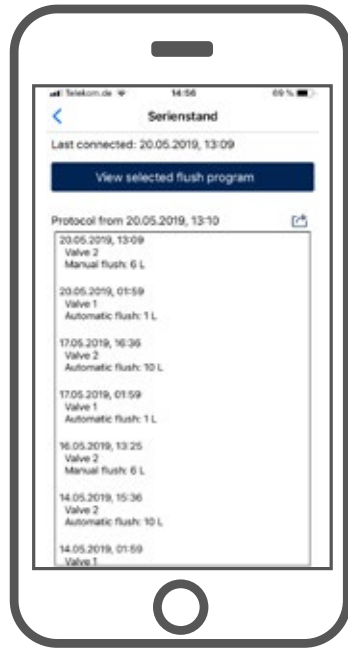 Telekom.de 14:56 69 %
Serienstand
Last connected: 20.05.2019, 13:09
View selected flush program
Protocol from 20.05.2019, 13:10
20.05.2019, 13:09
Valve 2
Manual flush: 6 L
20.05.2019, 01:59
Valve 1
Automatic flush: 1 L
17.05.2019, 16:36
Valve 2
Automatic flush: 10 L
17.05.2019, 01:59
Valve 1
Automatic flush: 1 L
16.05.2019, 13:25
Valve 2
Manual flush: 6 L
14.05.2019, 15:36
Valve 2
Automatic flush: 10 L
14.05.2019, 01:59
Valve 1